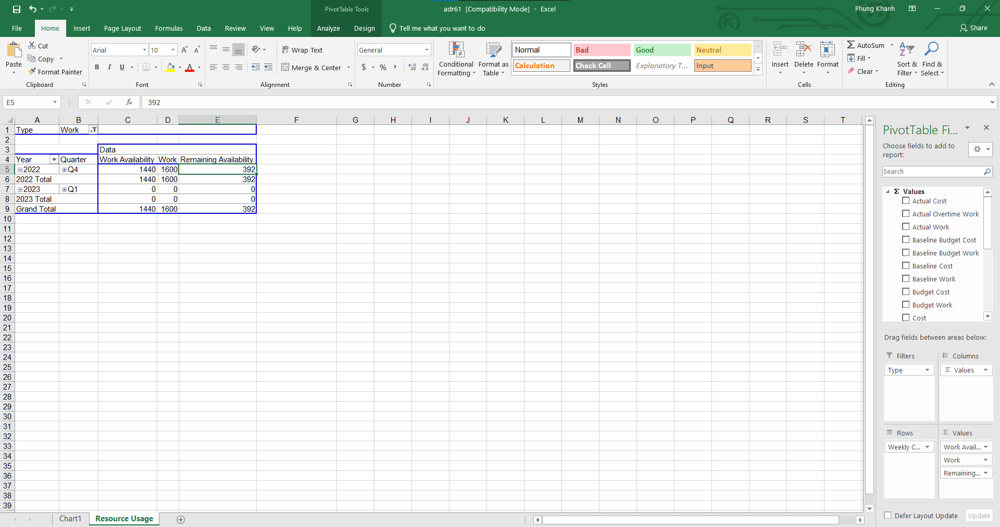 PivotTable Tools
adr61 [Compatibility Mode] - Excel
Phung Khanh
File Home Insert Page Layout Formulas Data Review View Help Analyze Design Tell me what you want to do Share
Paste
Cut
Copy
Format Painter
Clipboard
Arial 10
B I U
Font
Wrap Text
Merge & Center
Alignment
General
$ % ,
Number
Conditional Formatting
Format as Table
Normal Bad Good Neutral
Calculation Check Cell Explanatory T... Input
Styles
Insert Delete Format
Cells
AutoSum
Fill
Clear
Sort & Filter
Find & Select
Editing
E5 fx 392
A B C D E F G H I J K L M N O P Q R S T
1 Type Work
2
3 Data
4 Year Quarter Work Availability Work Remaining Availability
5 2022 Q4 1440 1600 392
6 2022 Total 1440 1600 392
7 2023 Q1 0 0 0
8 2023 Total 0 0 0
9 Grand Total 1440 1600 392
10
11
12
13
14
15
16
17
18
19
20
21
22
23
24
25
26
27
28
29
30
31
32
33
34
35
36
37
38
39
Chart1 Resource Usage
PivotTable Fi...
Choose fields to add to
report:
Search
Σ Values
Actual Cost
Actual Overtime Work
Actual Work
Baseline Budget Cost
Baseline Budget Work
Baseline Cost
Baseline Work
Budget Cost
Budget Work
Cost
Drag fields between areas below:
Filters
Type
Columns
Σ Values
Rows
Weekly C...
Σ Values
Work Avail...
Work
Remaining...
Defer Layout Update Update